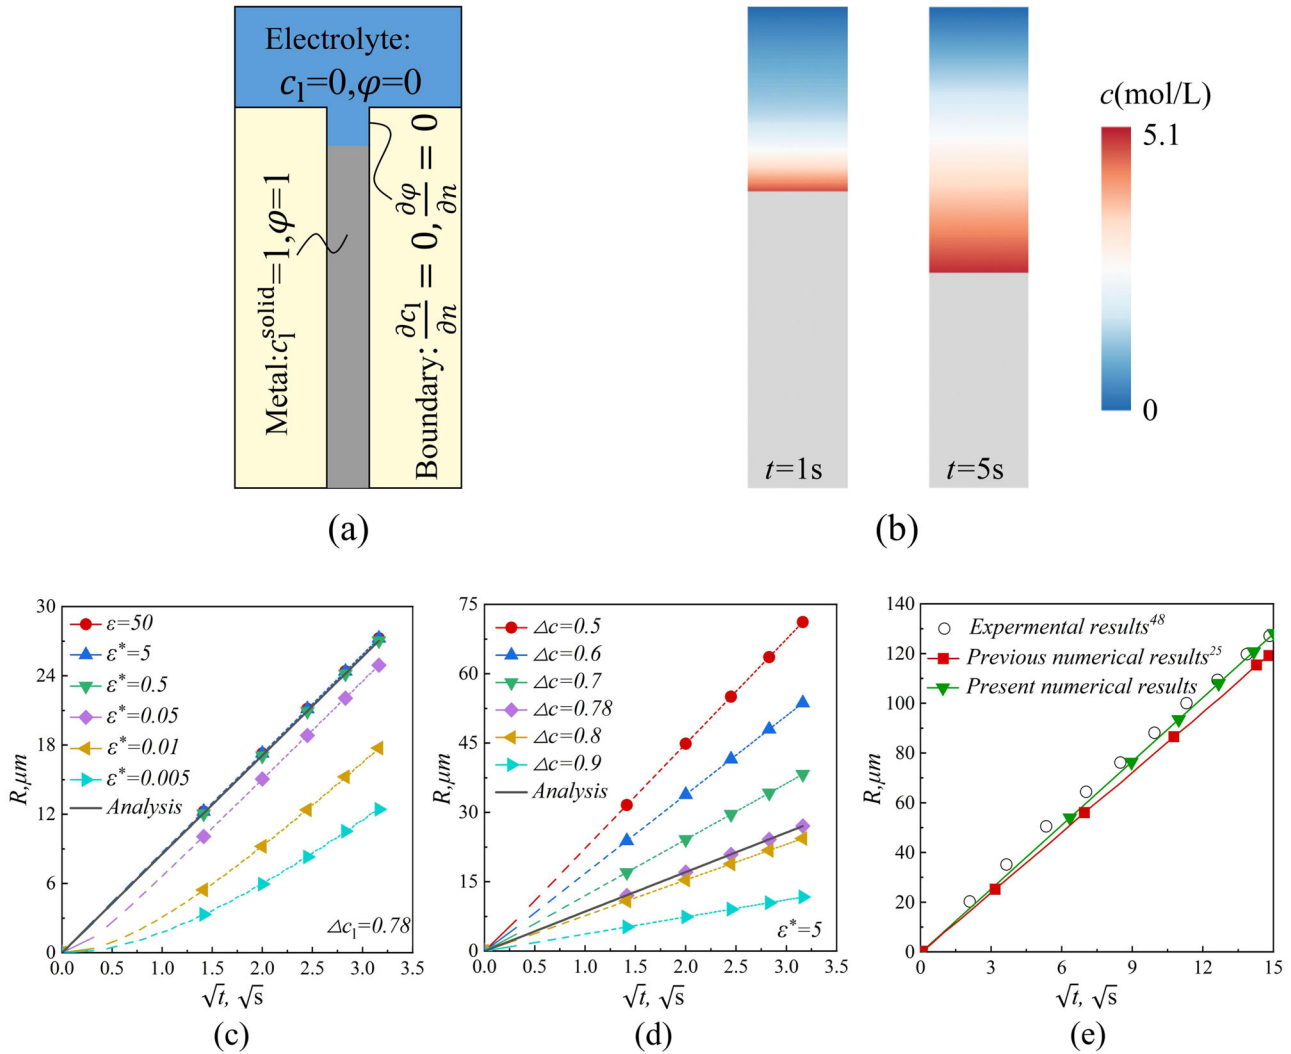 Electrolyte:
c_l=0,φ=0
Metal:c_l^solid=1,φ=1
Boundary: ∂c_l/∂n=0, ∂φ/∂n=0
(a)
t=1s
t=5s
c(mol/L)
5.1
0
(b)
30
24
18
12
6
0
R,μm
ε=50
ε*=5
ε*=0.5
ε*=0.05
ε*=0.01
ε*=0.005
Analysis
Δc_l=0.78
0.0 0.5 1.0 1.5 2.0 2.5 3.0 3.5
√t, √s
(c)
75
60
45
30
15
0
R,μm
Δc=0.5
Δc=0.6
Δc=0.7
Δc=0.78
Δc=0.8
Δc=0.9
Analysis
ε*=5
0.0 0.5 1.0 1.5 2.0 2.5 3.0 3.5
√t, √s
(d)
140
120
100
80
60
40
20
0
R,μm
Expermental results⁴⁸
Previous numerical results²⁵
Present numerical results
0 3 6 9 12 15
√t, √s
(e)